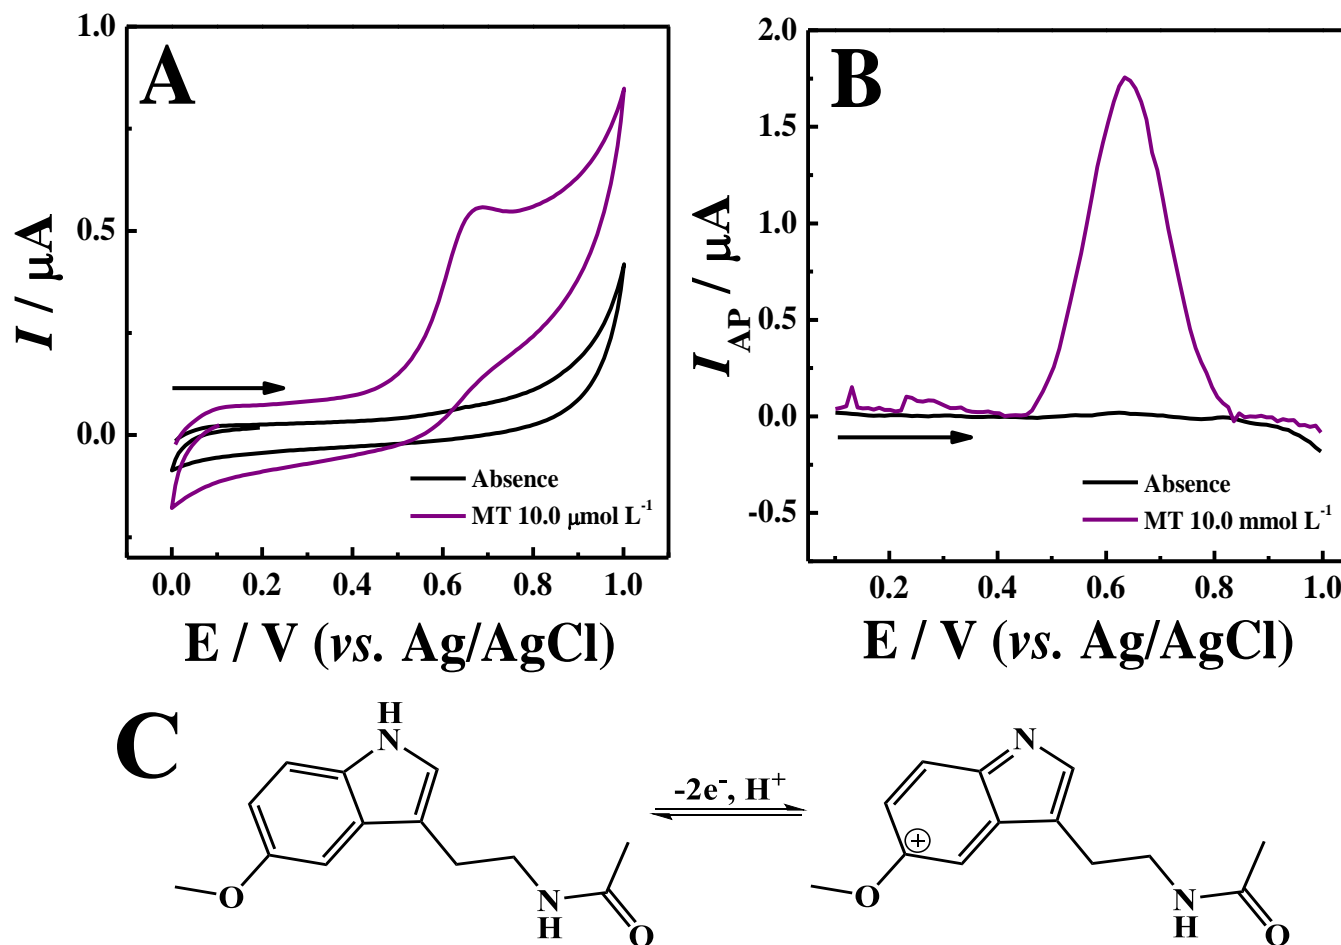 A
1.0
0.5
0.0
I / µA
Absence
MT 10.0 µmol L⁻¹
0.0 0.2 0.4 0.6 0.8 1.0
E / V (vs. Ag/AgCl)
B
2.0
1.5
1.0
0.5
0.0
-0.5
I_AP / µA
Absence
MT 10.0 mmol L⁻¹
0.2 0.4 0.6 0.8 1.0
E / V (vs. Ag/AgCl)
C
H
N
O
N
H
O
-2e⁻, H⁺
N
+
O
N
H
O